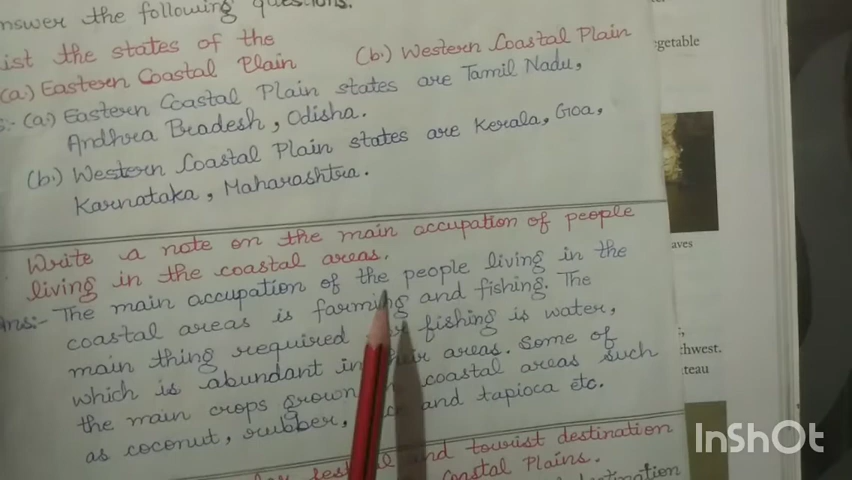 nswer the following questions.
ist the states of the
(a.) Eastern Coastal Plain (b.) Western Coastal Plain
s:- (a.) Eastern Coastal Plain states are Tamil Nadu,
Andhra Pradesh, Odisha.
(b.) Western Coastal Plain states are Kerala, Goa,
Karnataka, Maharashtra.
Write a note on the main accupation of people
living in the coastal areas.
Ans:- The main accupation of the people living in the
coastal areas is farming and fishing. The
main thing required fishing is water,
which is abundant in their areas. Some of
the main crops grown coastal areas such
as coconut, rubber, and tapioca etc.
and tourist destination
Coastal Plains.
getable
aves
hwest.
teau
InShOt